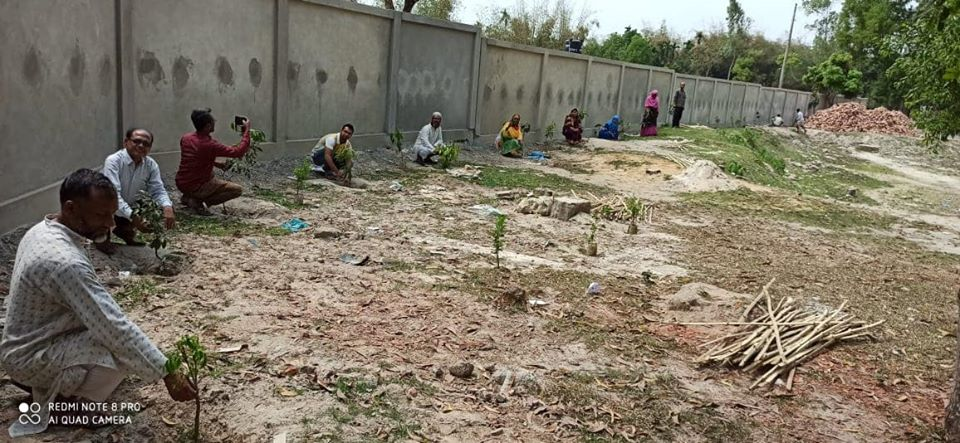 REDMI NOTE 8 PRO
AI QUAD CAMERA